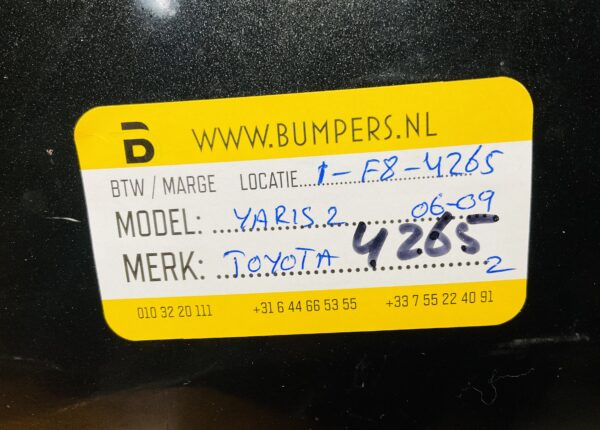 B WWW.BUMPERS.NL
BTW / MARGE LOCATIE....1-F8-4265
MODEL: YARIS 2 06-09
MERK: TOYOTA 4265 2
010 32 20 111 +31 6 44 66 53 55 +33 7 55 22 40 91